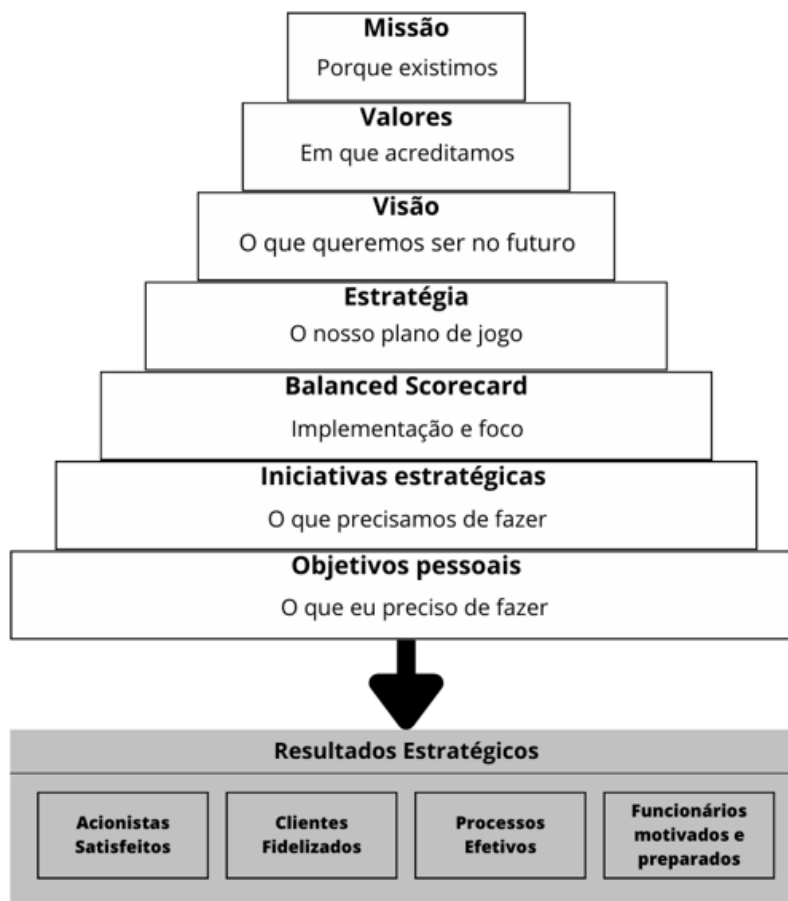 Missão
Porque existimos
Valores
Em que acreditamos
Visão
O que queremos ser no futuro
Estratégia
O nosso plano de jogo
Balanced Scorecard
Implementação e foco
Iniciativas estratégicas
O que precisamos de fazer
Objetivos pessoais
O que eu preciso de fazer
Resultados Estratégicos
Acionistas
Satisfeitos
Clientes
Fidelizados
Processos
Efetivos
Funcionários
motivados e
preparados